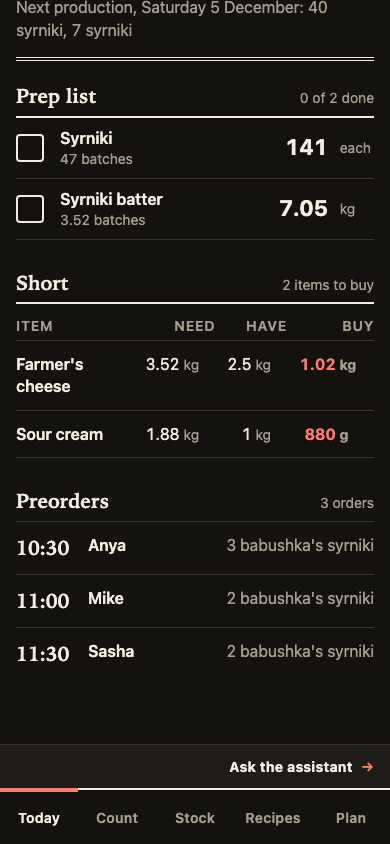 Next production, Saturday 5 December: 40
syrniki, 7 syrniki
Prep list 0 of 2 done
Syrniki 141 each
47 batches
Syrniki batter 7.05 kg
3.52 batches
Short 2 items to buy
ITEM NEED HAVE BUY
Farmer's 3.52 kg 2.5 kg 1.02 kg
cheese
Sour cream 1.88 kg 1 kg 880 g
Preorders 3 orders
10:30 Anya 3 babushka's syrniki
11:00 Mike 2 babushka's syrniki
11:30 Sasha 2 babushka's syrniki
Ask the assistant →
Today Count Stock Recipes Plan